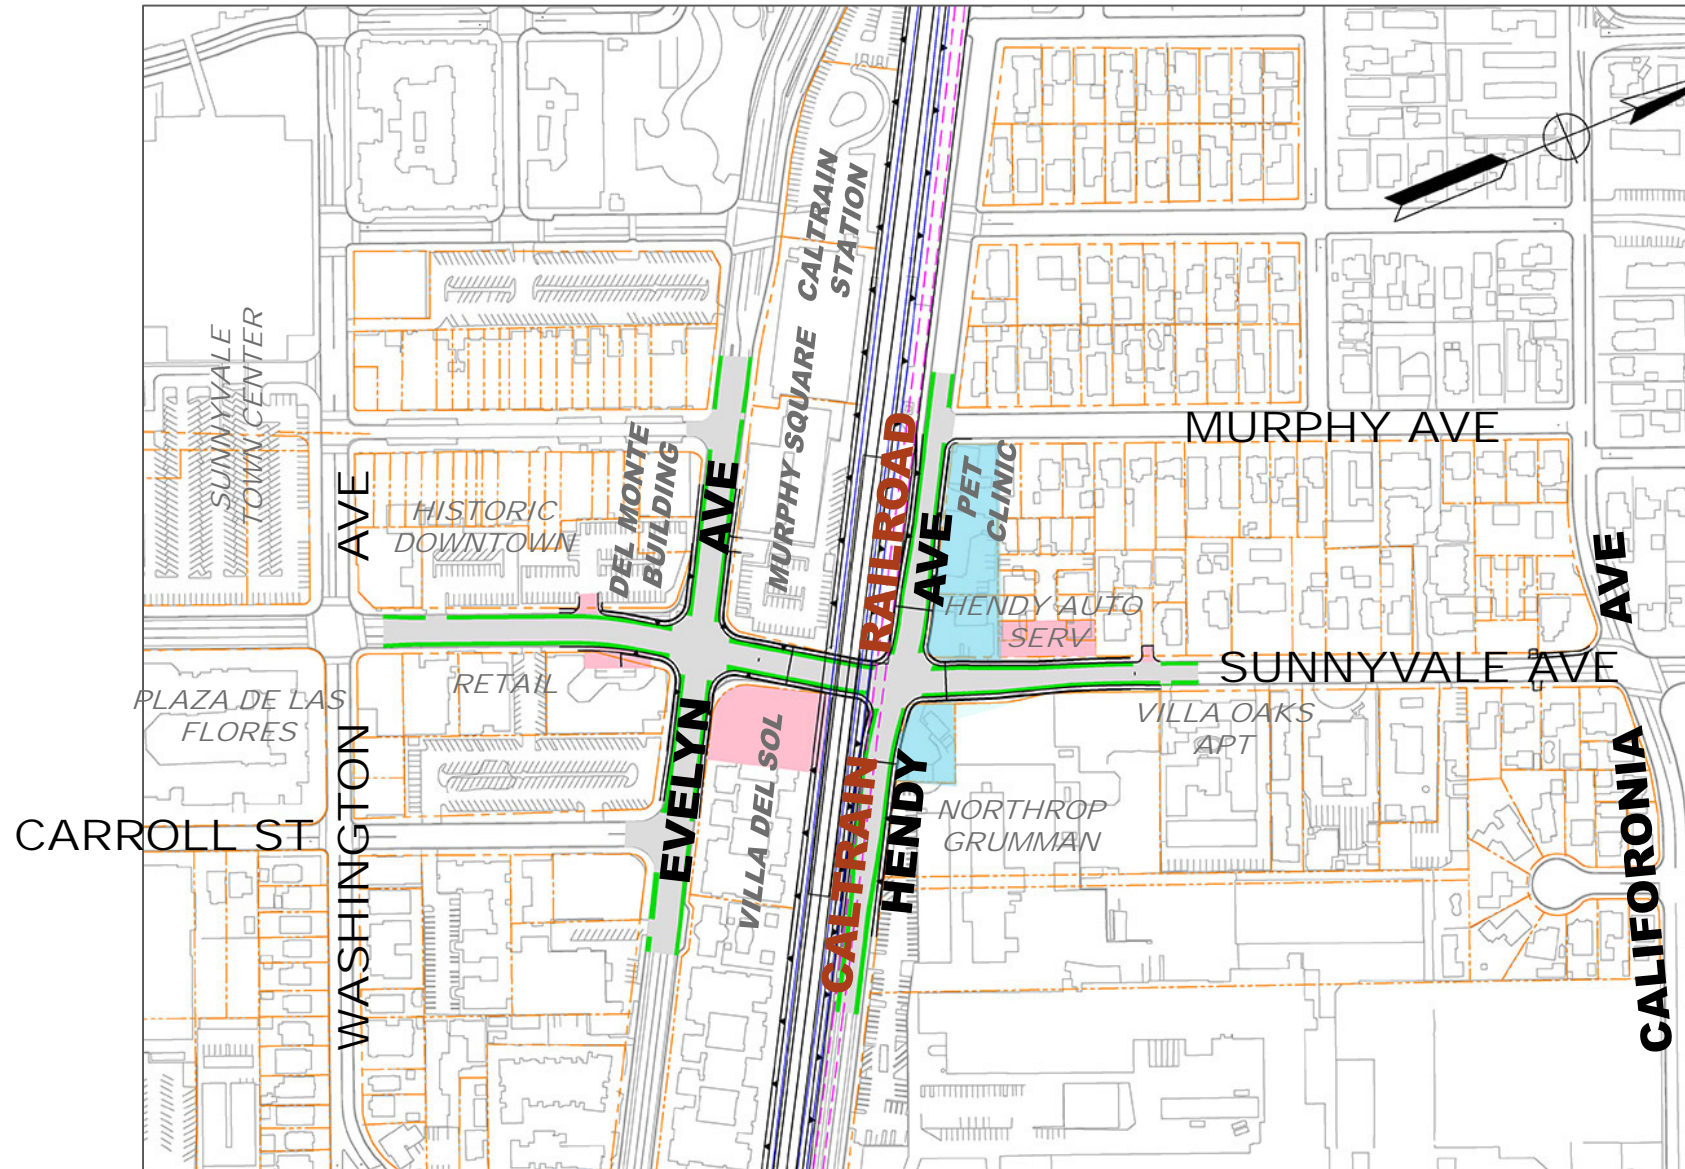 CALTRAIN
STATION
MURPHY SQUARE
SUNNYVALE
TOWN CENTER
MURPHY AVE
DEL MONTE
BUILDING
HISTORIC
DOWNTOWN
AVE
AVE
RAILROAD
AVE
PET
CLINIC
HENDY AUTO
SERV
AVE
SUNNYVALE AVE
PLAZA DE LAS
FLORES
RETAIL
VILLA OAKS
APT
EVELYN
VILLA DEL SOL
CALTRAIN
HENDY
NORTHROP
GRUMMAN
CARROLL ST
WASHINGTON
CALIFORONIA